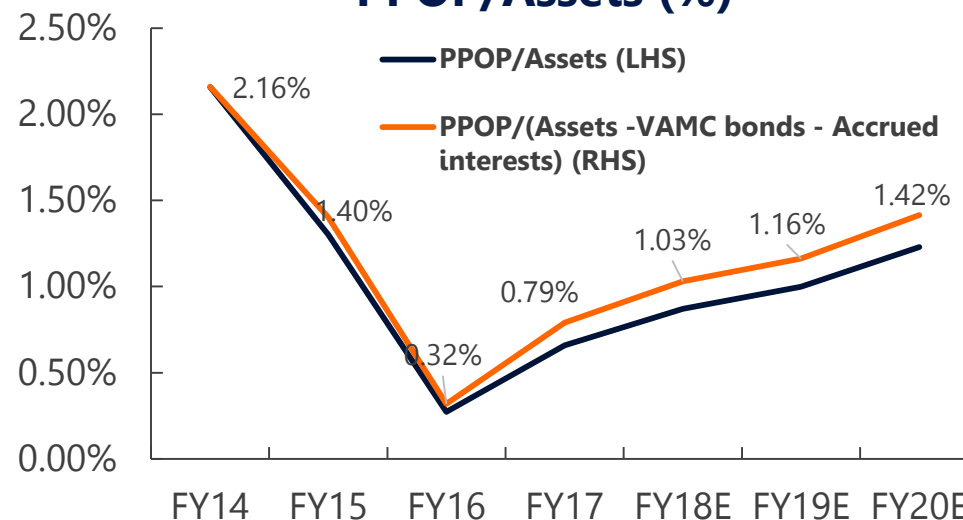 PPOP/Assets (%)
2.50%
2.00%
1.50%
1.00%
0.50%
0.00%
PPOP/Assets (LHS)
PPOP/(Assets -VAMC bonds - Accrued
interests) (RHS)
2.16%
1.40%
0.32%
0.79%
1.03%
1.16%
1.42%
FY14 FY15 FY16 FY17 FY18E FY19E FY20E